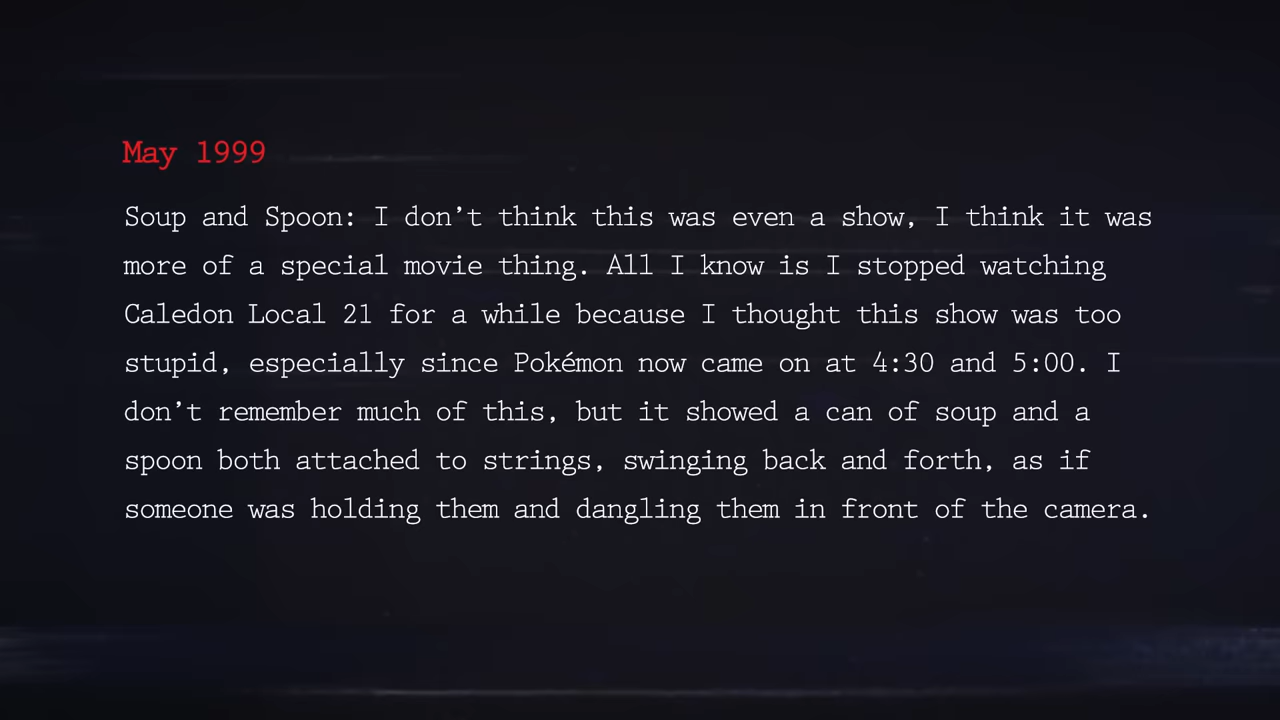 May 1999
Soup and Spoon: I don’t think this was even a show, I think it was
more of a special movie thing. All I know is I stopped watching
Caledon Local 21 for a while because I thought this show was too
stupid, especially since Pokémon now came on at 4:30 and 5:00. I
don’t remember much of this, but it showed a can of soup and a
spoon both attached to strings, swinging back and forth, as if
someone was holding them and dangling them in front of the camera.